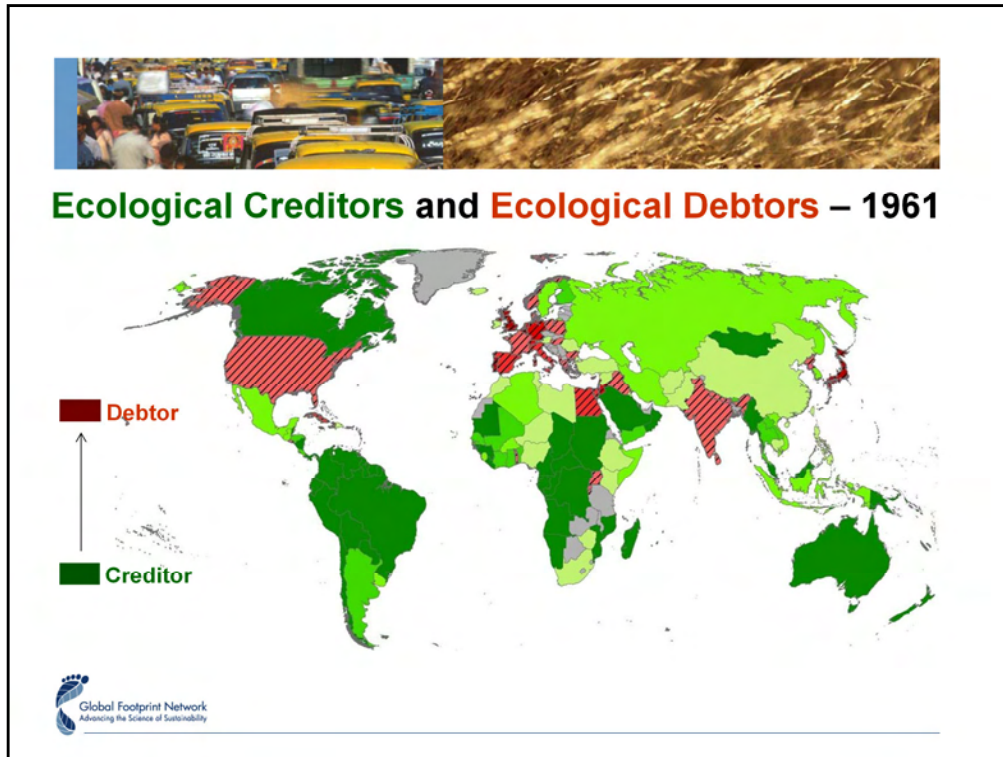 Ecological Creditors and Ecological Debtors – 1961
Debtor
Creditor
Global Footprint Network
Advancing the Science of Sustainability